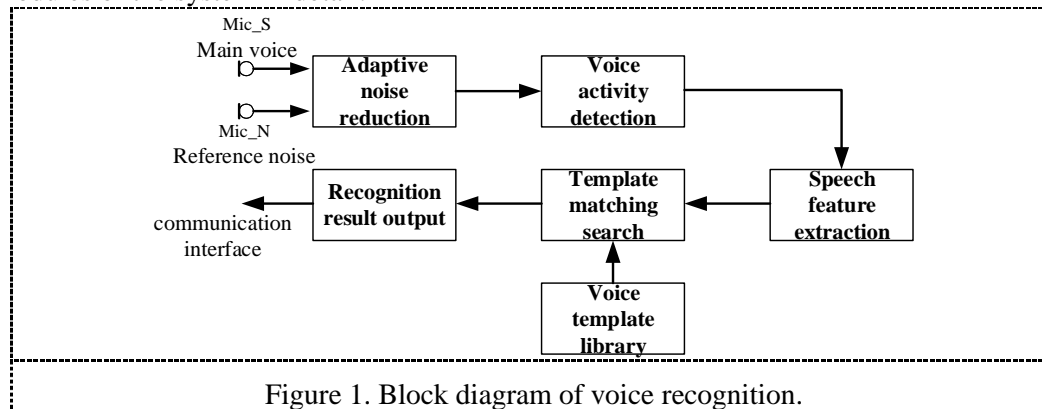 Mic_S
Main voice
Adaptive
noise
reduction
Voice
activity
detection
Mic_N
Reference noise
Recognition
result output
Template
matching
search
Speech
feature
extraction
communication
interface
Voice
template
library
Figure 1. Block diagram of voice recognition.